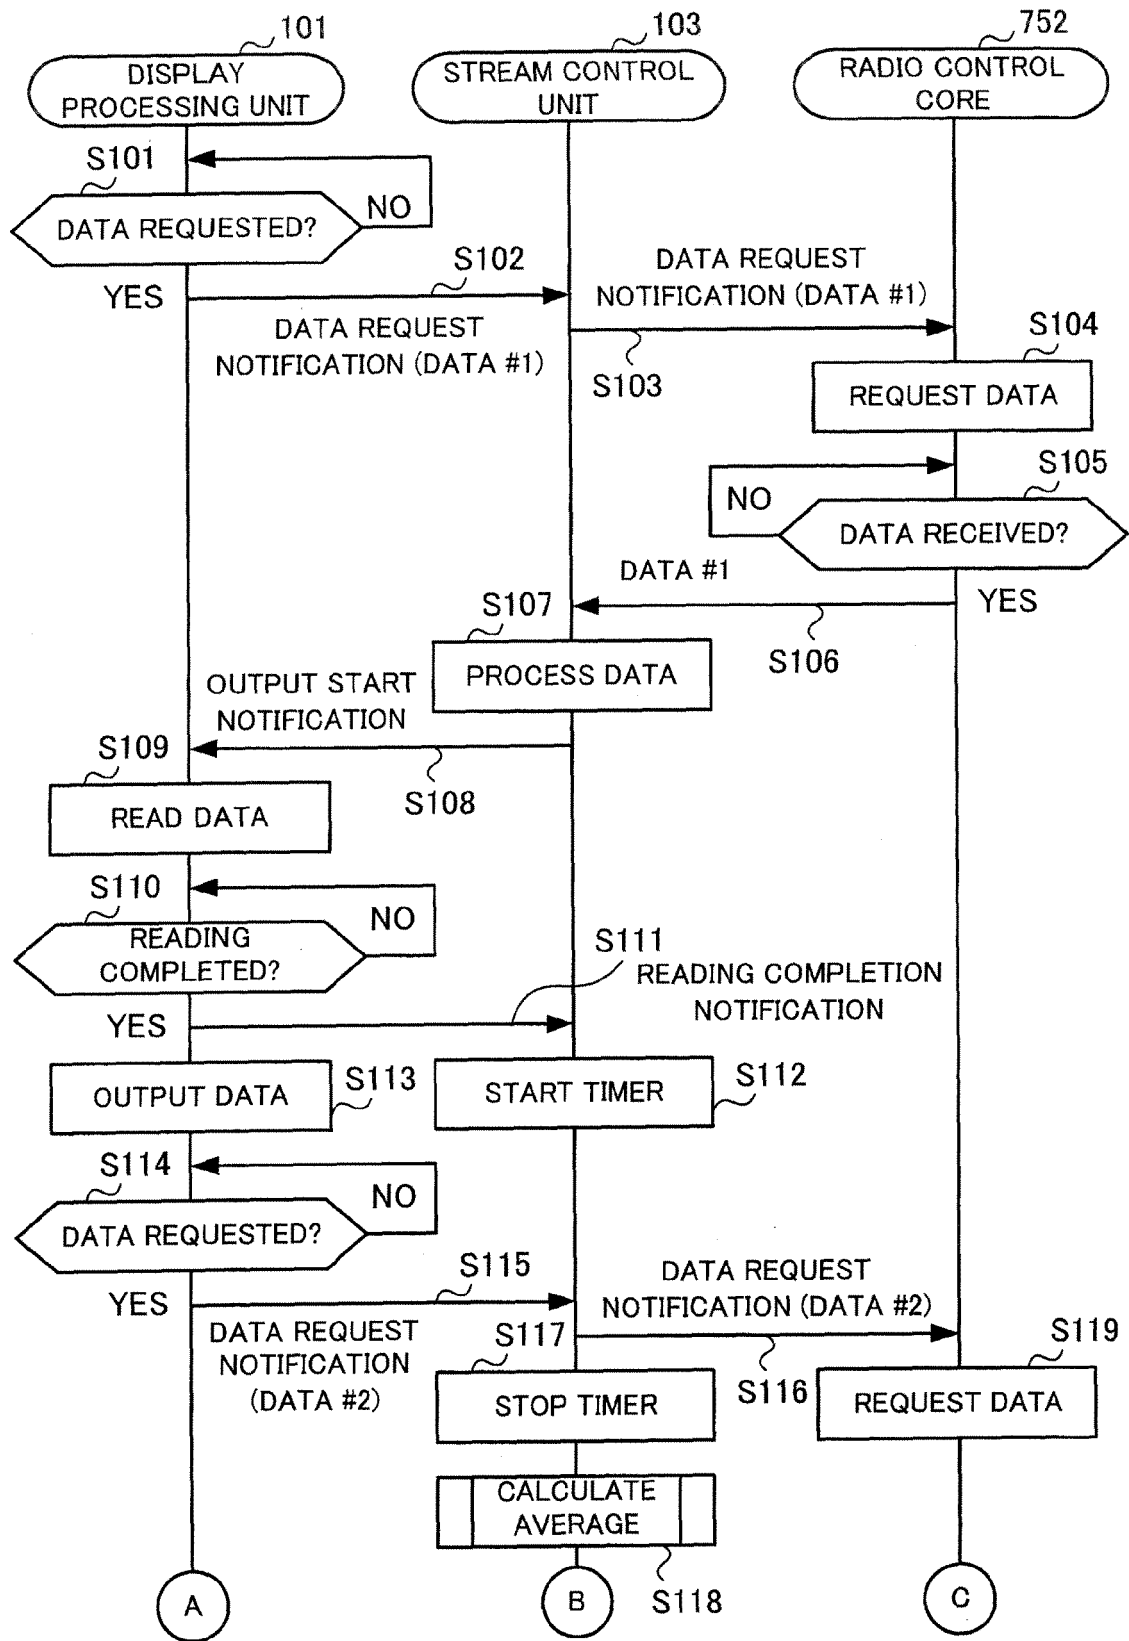 101
103
752
DISPLAY
PROCESSING UNIT
STREAM CONTROL
UNIT
RADIO CONTROL
CORE
S101
DATA REQUESTED?
NO
YES
S102
DATA REQUEST
NOTIFICATION (DATA #1)
DATA REQUEST
NOTIFICATION (DATA #1)
S103
S104
REQUEST DATA
S105
NO
DATA RECEIVED?
YES
DATA #1
S106
S107
PROCESS DATA
OUTPUT START
NOTIFICATION
S108
S109
READ DATA
S110
NO
READING
COMPLETED?
YES
S111
READING COMPLETION
NOTIFICATION
OUTPUT DATA
S113
START TIMER
S112
S114
NO
DATA REQUESTED?
YES
S115
DATA REQUEST
NOTIFICATION
(DATA #2)
DATA REQUEST
NOTIFICATION (DATA #2)
S116
S117
STOP TIMER
S119
REQUEST DATA
CALCULATE
AVERAGE
S118
A
B
C